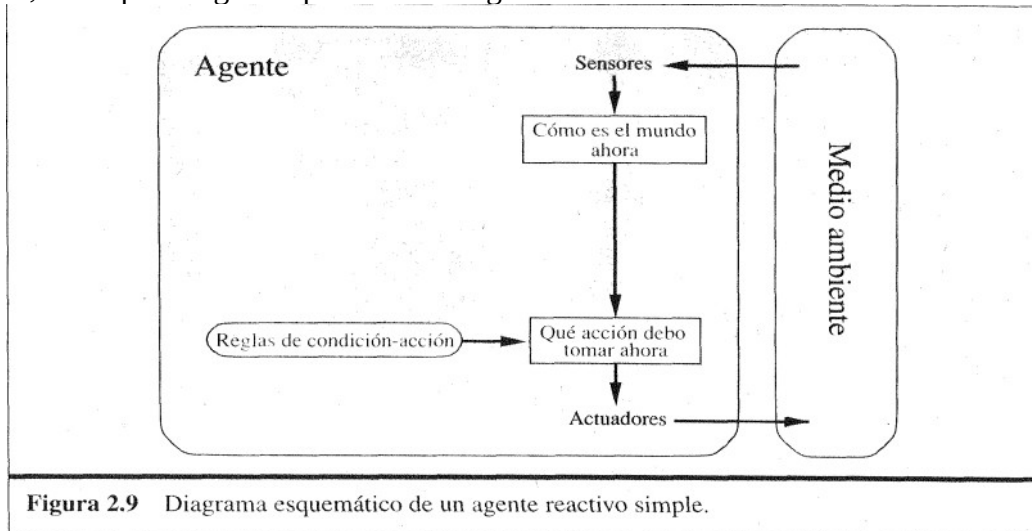 Agente
Sensores
Cómo es el mundo
ahora
Medio ambiente
Reglas de condición-acción
Qué acción debo
tomar ahora
Actuadores
Figura 2.9 Diagrama esquemático de un agente reactivo simple.